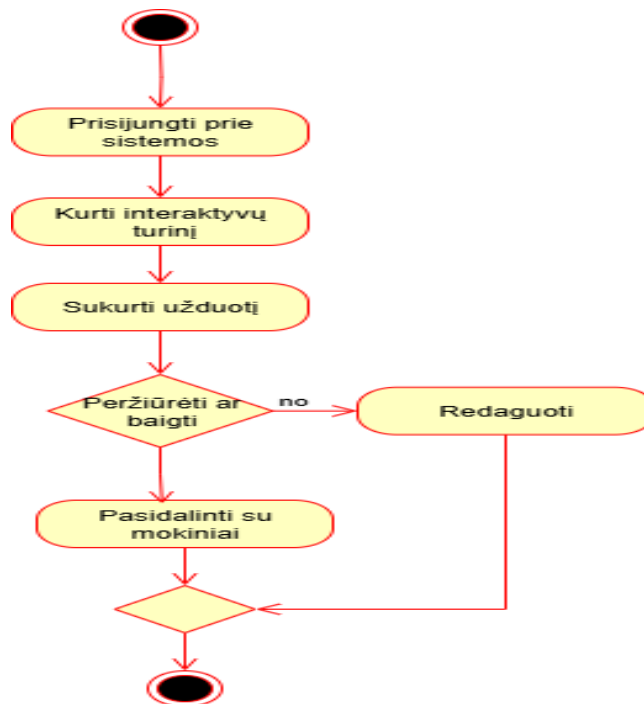 Prisijungti prie
sistemos
Kurti interaktyvų
turinį
Sukurti užduotį
Peržiūrėti ar
baigti
no
Redaguoti
Pasidalinti su
mokiniai